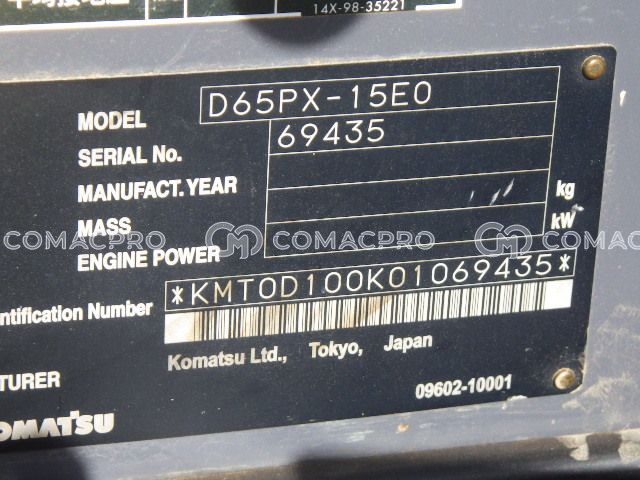 14X-98-35221
MODEL D65PX-15E0
SERIAL No. 69435
MANUFACT. YEAR
MASS kg
ENGINE POWER kW
COMACPRO COMACPRO COMACPRO
ntification Number *KMT0D100K01069435*
Komatsu Ltd., Tokyo, Japan
CTURER
09602-10001
OMATSU